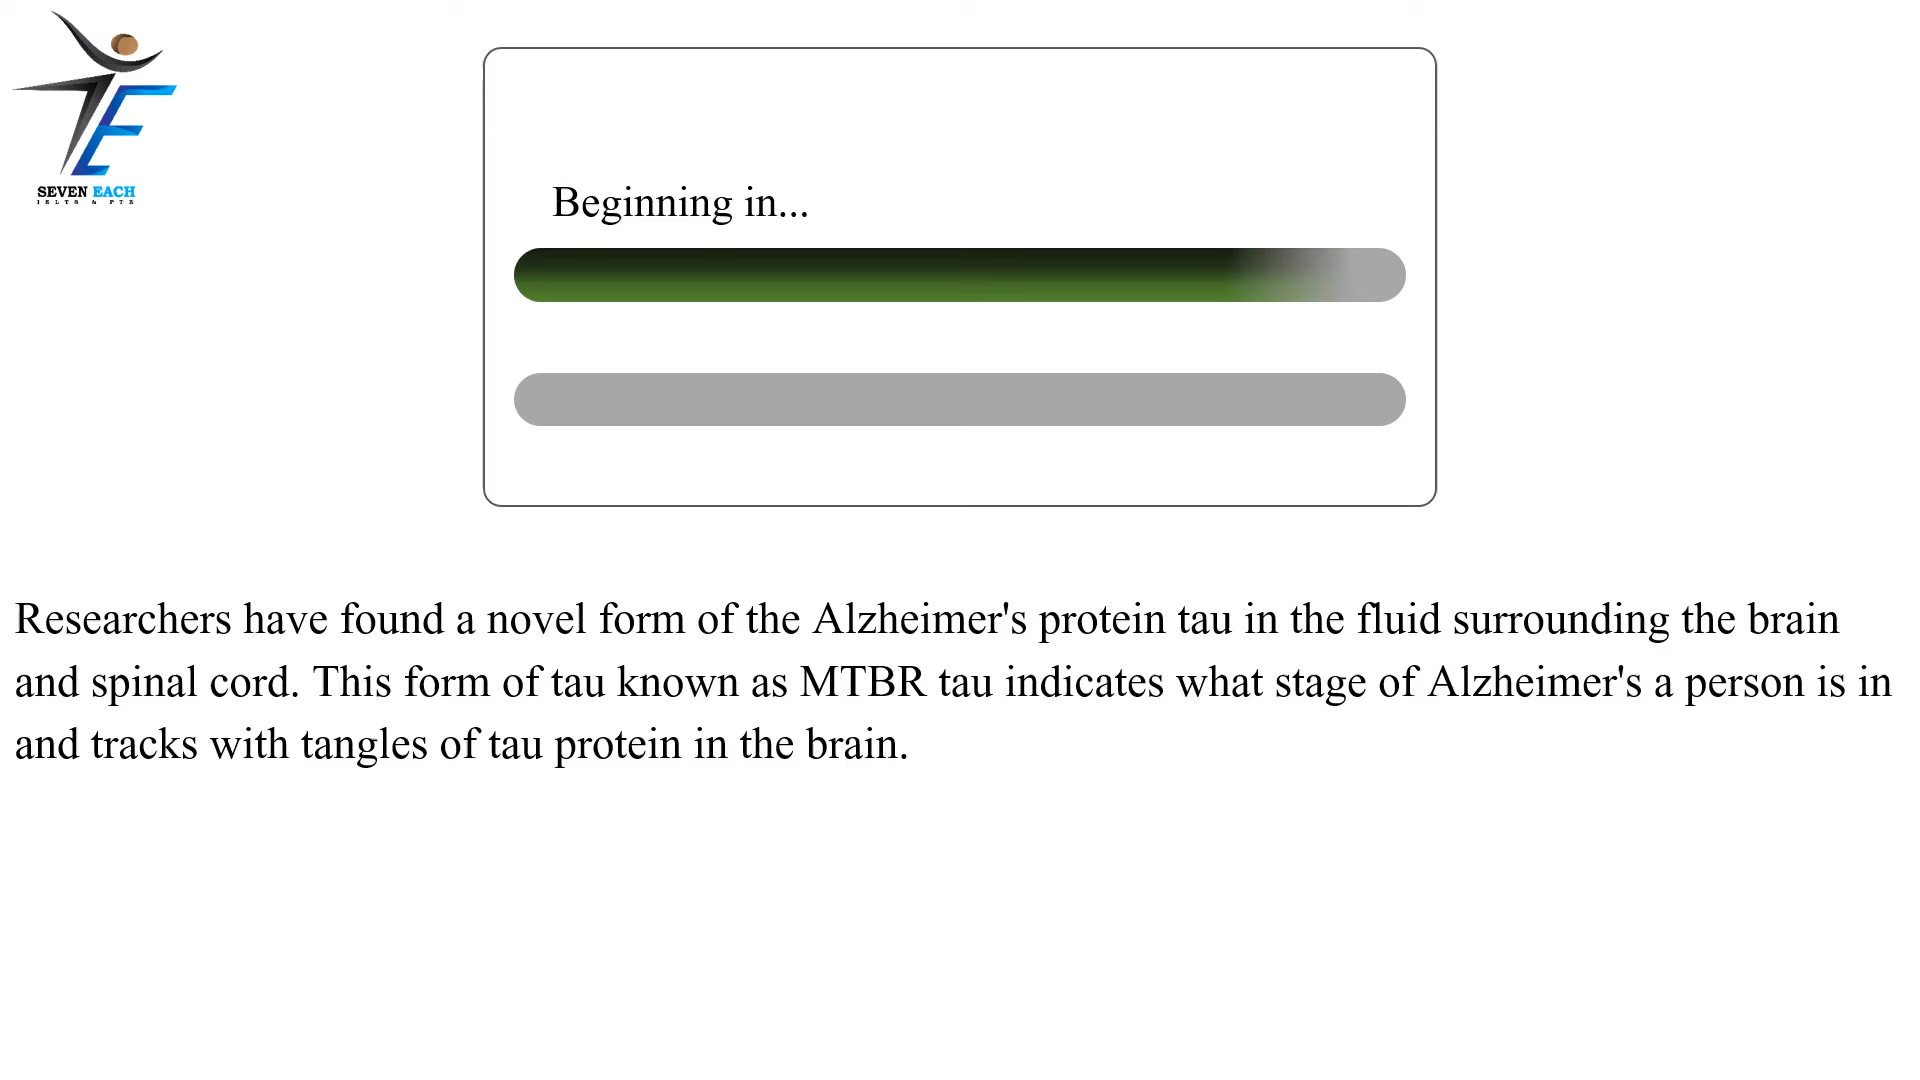 SEVEN EACH
IELTS & PTE
Beginning in...
Researchers have found a novel form of the Alzheimer's protein tau in the fluid surrounding the brain
and spinal cord. This form of tau known as MTBR tau indicates what stage of Alzheimer's a person is in
and tracks with tangles of tau protein in the brain.